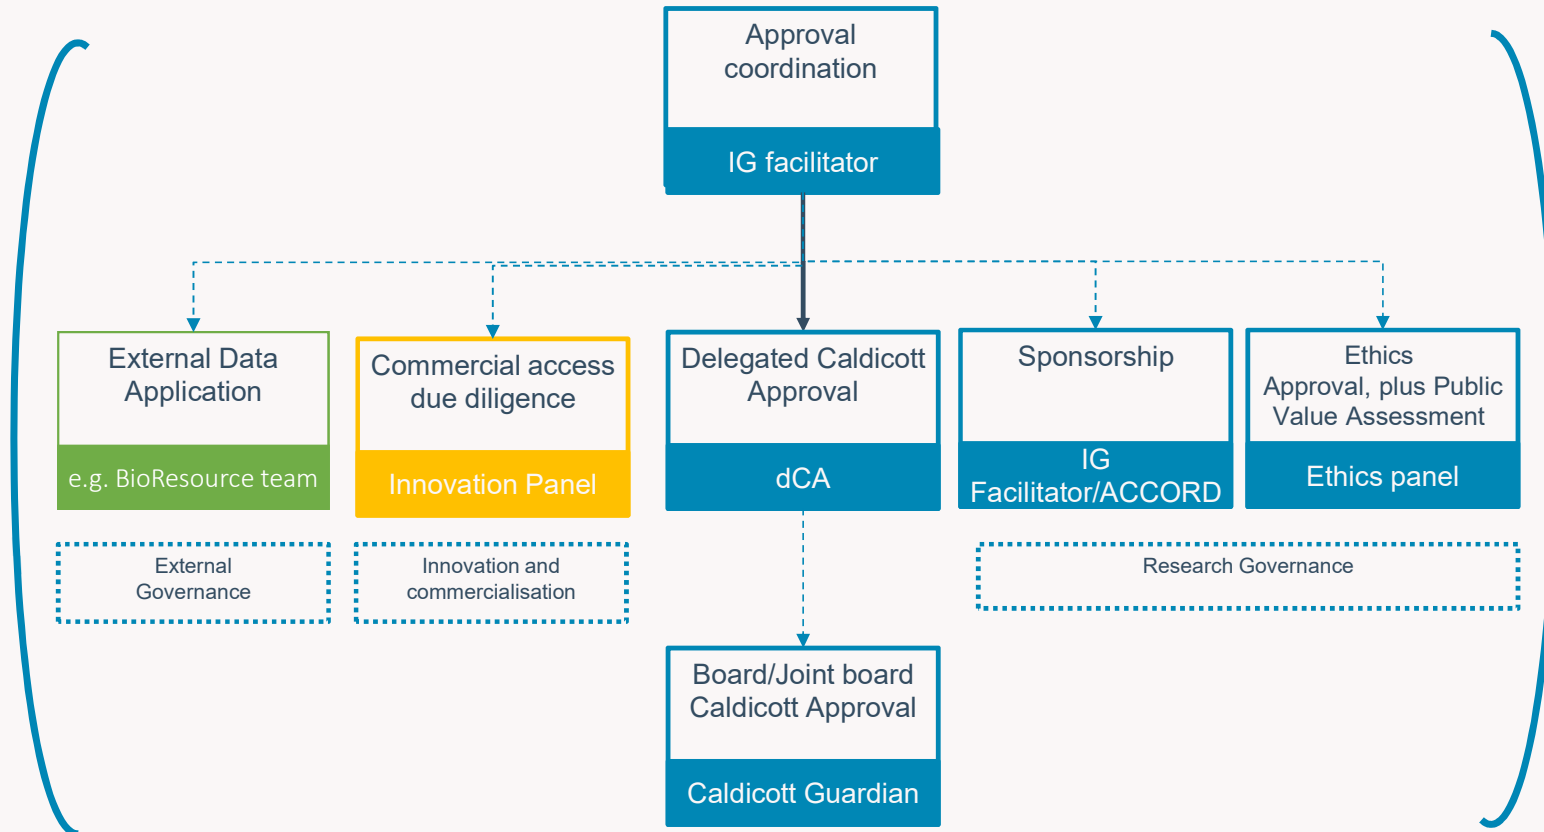 Approval
coordination
IG facilitator
External Data
Application
e.g. BioResource team
Commercial access
due diligence
Innovation Panel
Delegated Caldicott
Approval
dCA
Sponsorship
IG
Facilitator/ACCORD
Ethics
Approval, plus Public
Value Assessment
Ethics panel
External
Governance
Innovation and
commercialisation
Research Governance
Board/Joint board
Caldicott Approval
Caldicott Guardian